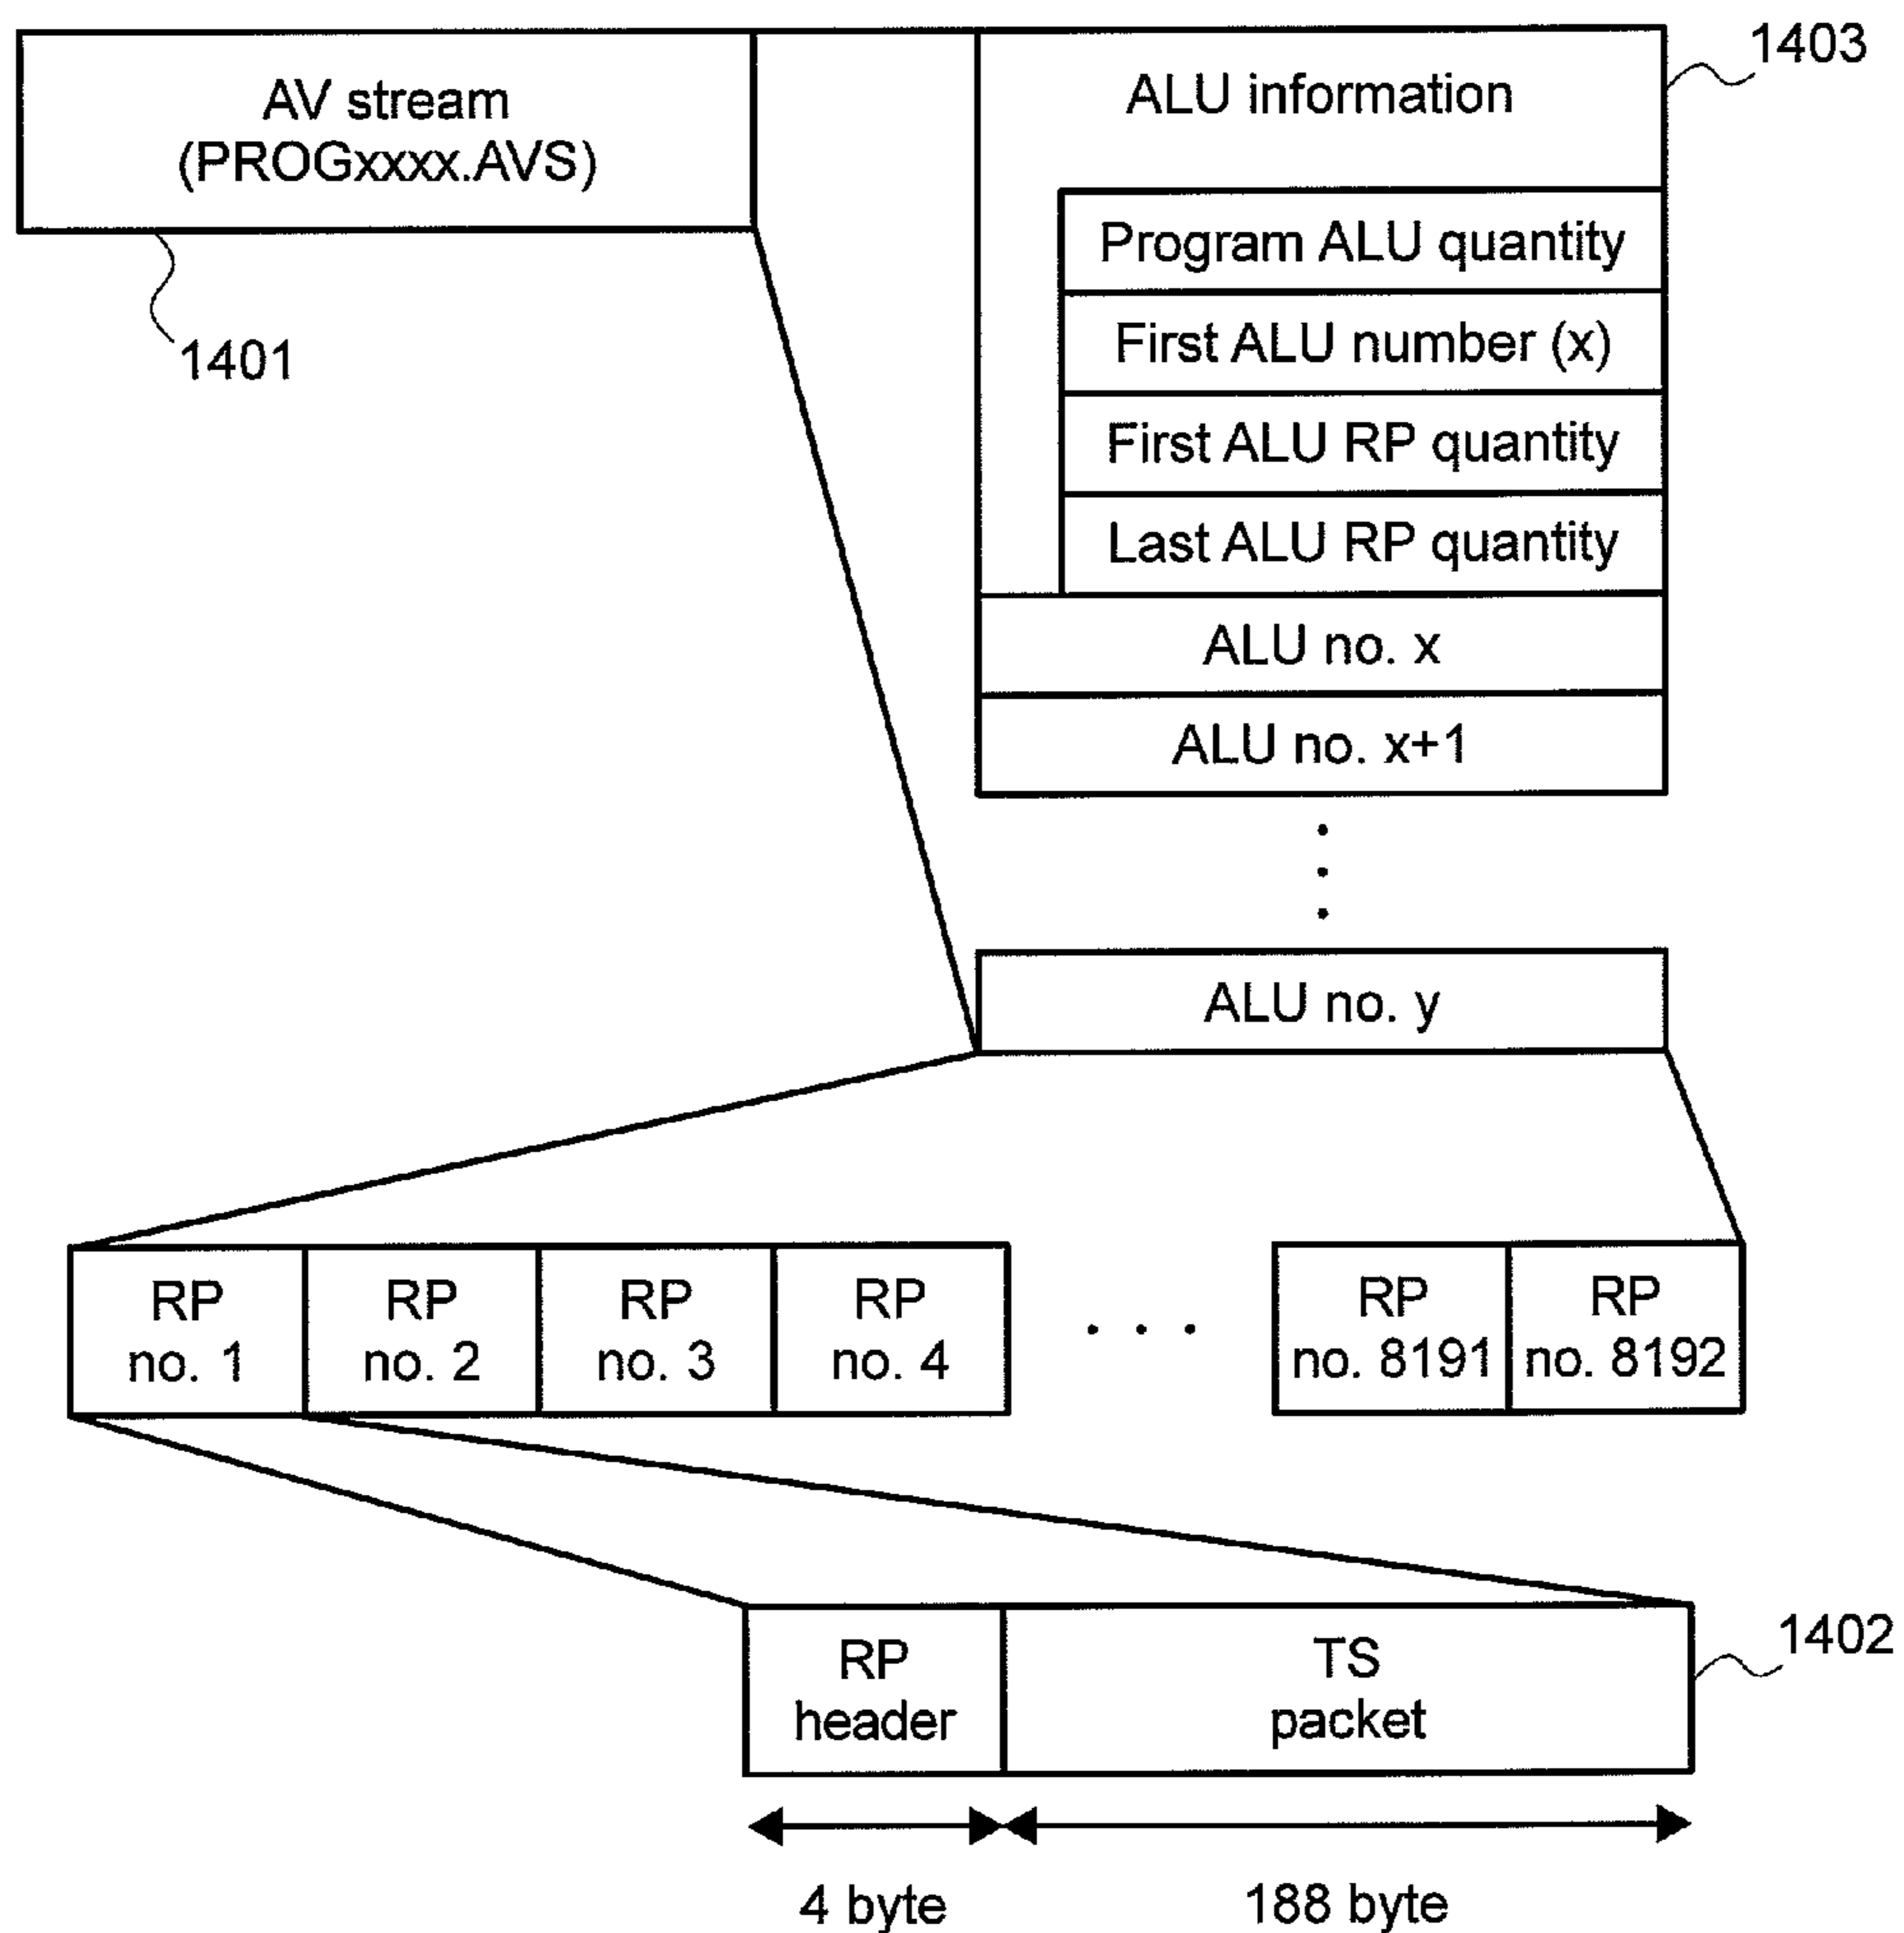 AV stream
(PROGxxxx.AVS)
1401
ALU information
1403
Program ALU quantity
First ALU number (x)
First ALU RP quantity
Last ALU RP quantity
ALU no. x
ALU no. x+1
ALU no. y
RP
no. 1
RP
no. 2
RP
no. 3
RP
no. 4
RP
no. 8191
RP
no. 8192
RP
header
TS
packet
1402
4 byte
188 byte